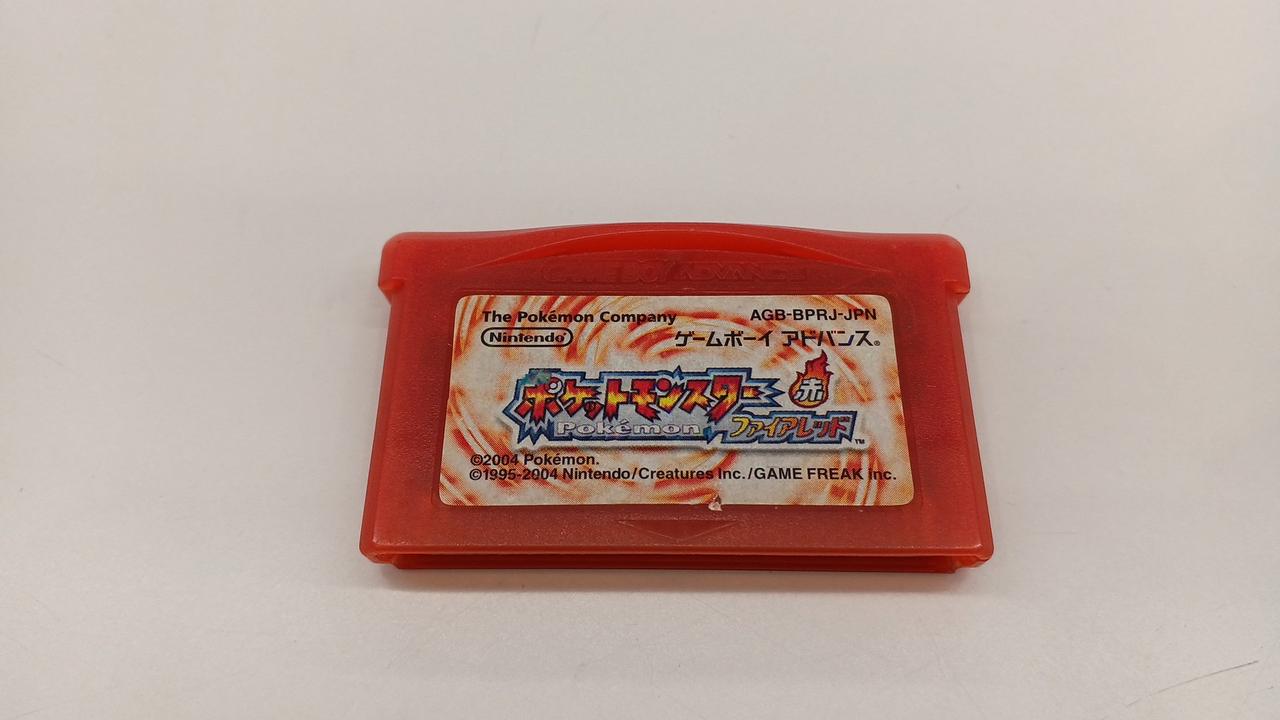 GAME BOY ADVANCE
The Pokémon Company AGB-BPRJ-JPN
Nintendo® ゲームボーイ アドバンス®
ポケットモンスター 赤
Pokémon ファイアレッド™
©2004 Pokémon.
©1995-2004 Nintendo/Creatures Inc./GAME FREAK inc.